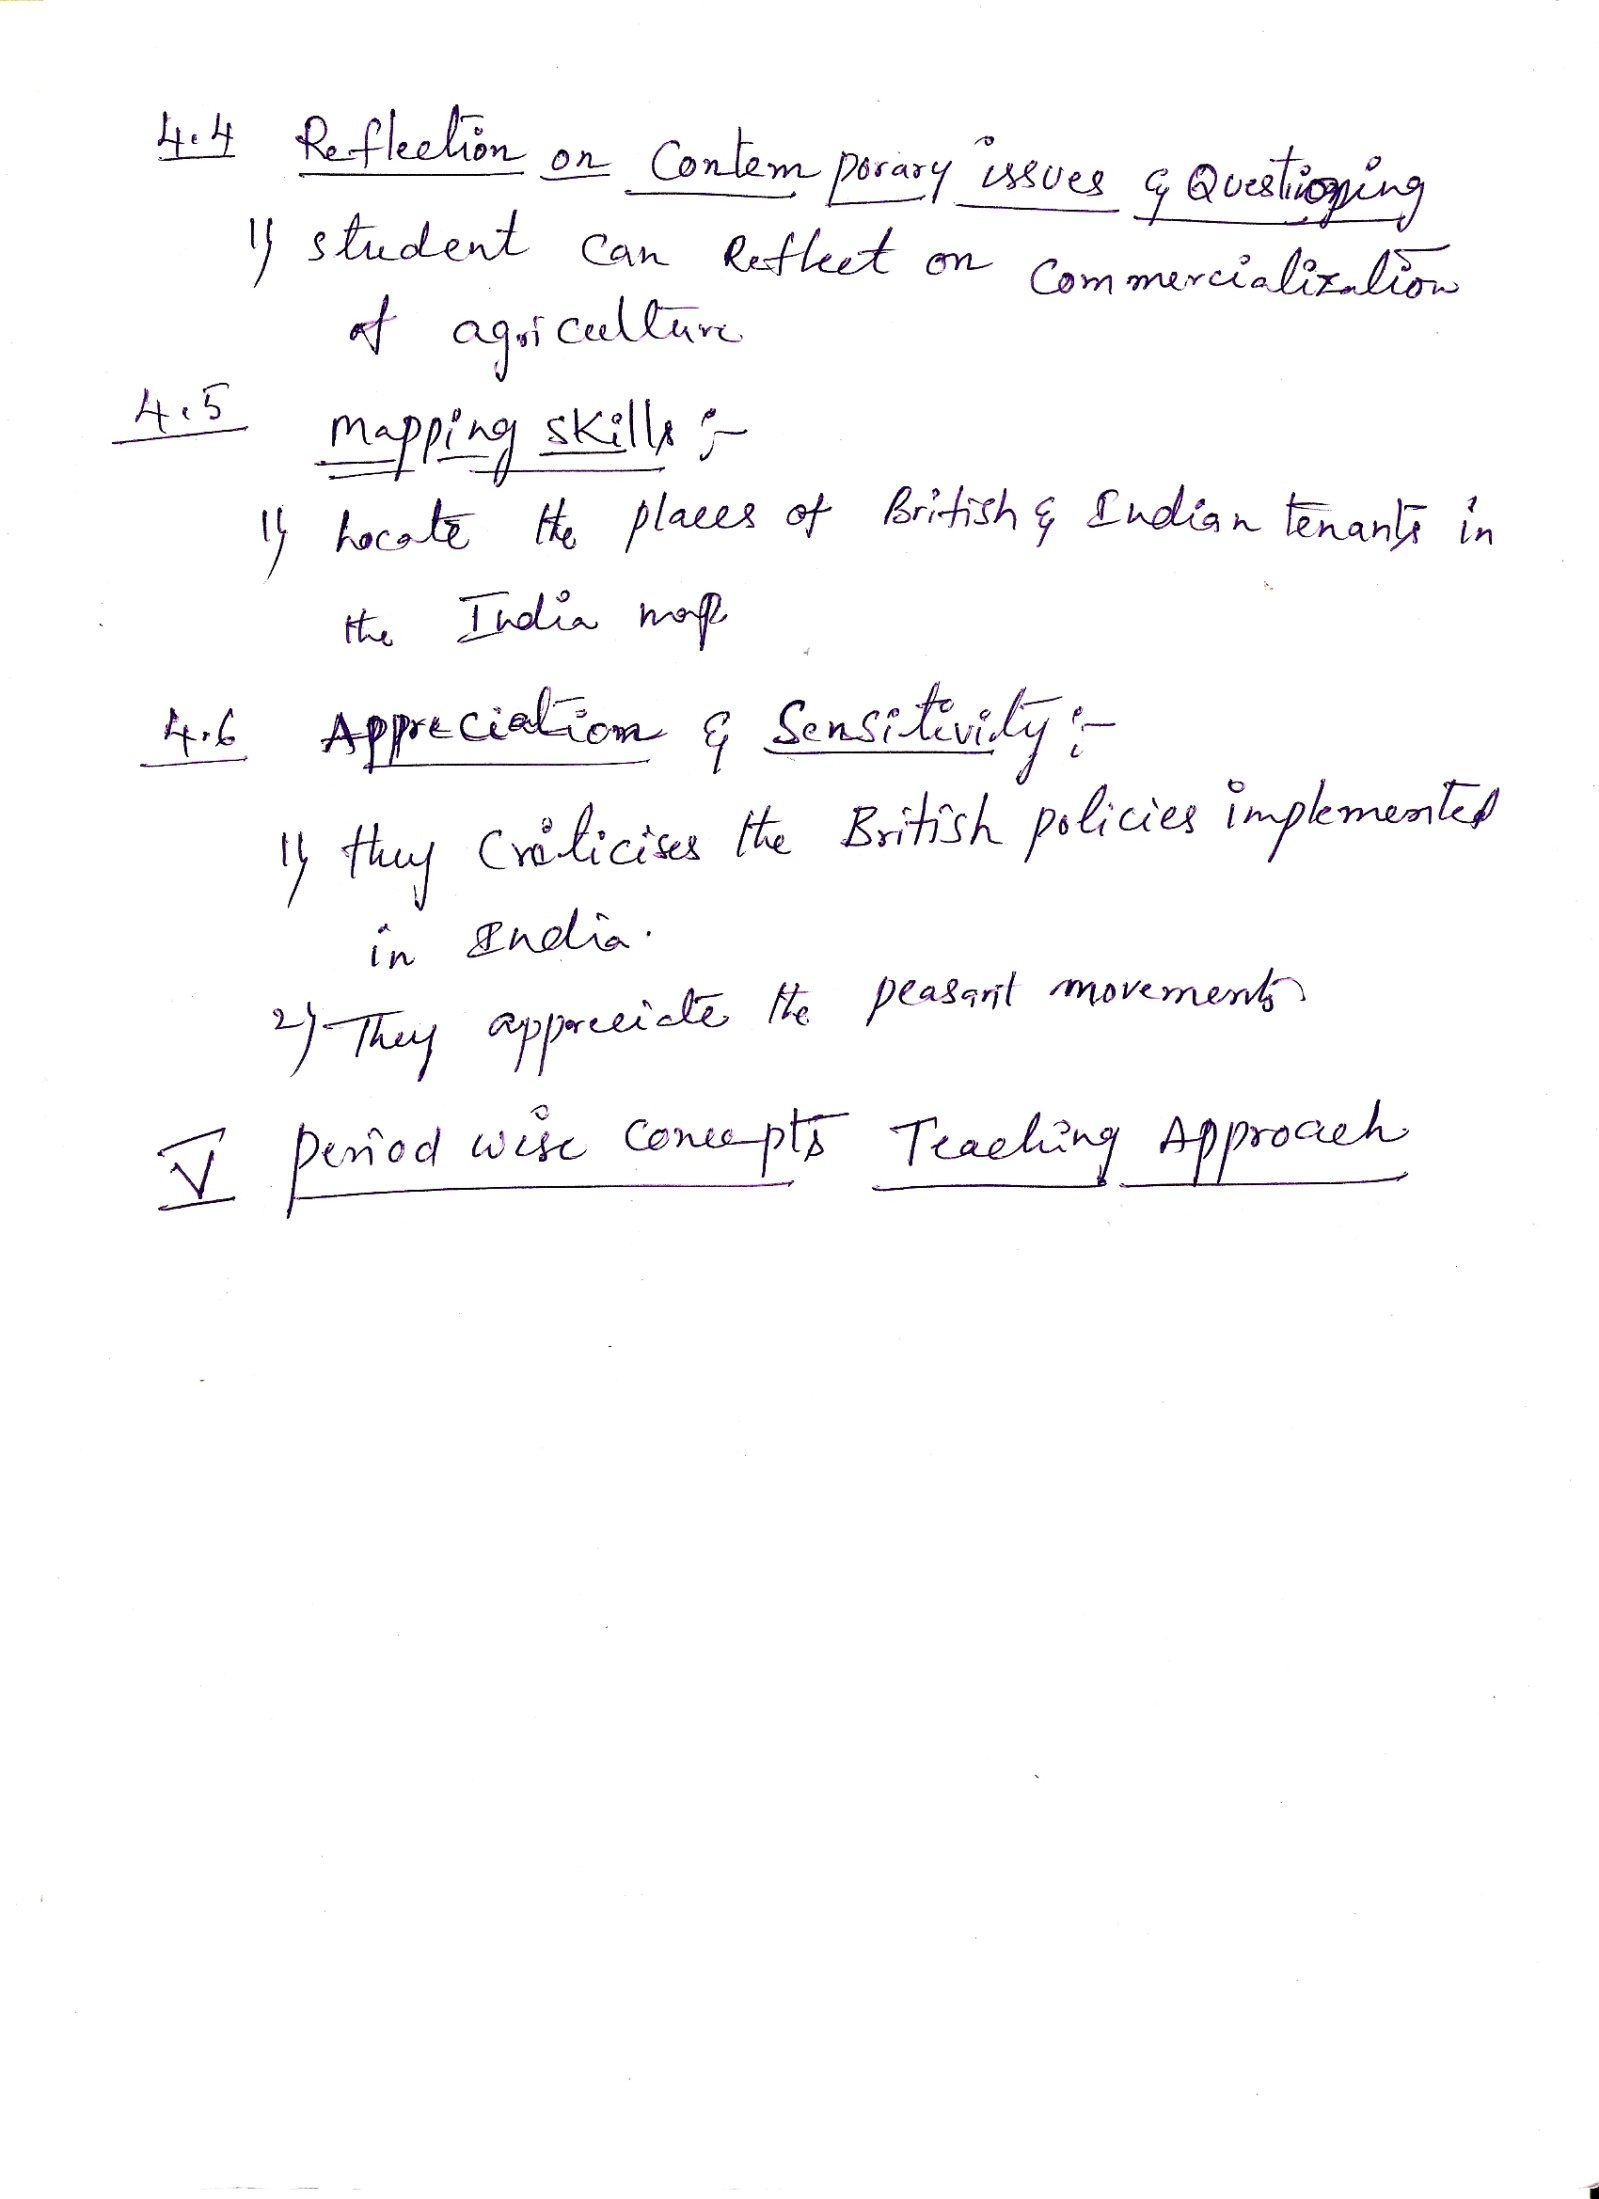 4.4 Reflection on Contemporary issues & Questioning
1) student can Reflect on Commercialization
of agriculture
4.5 Mapping skills :-
1) Locate the places of British & Indian tenants in
the India map
4.6 Appreciation & Sensitivity :-
1) they Criticises the British policies implemented
in India.
2) They appreciate the peasant movements
V period wise concepts Teaching Approach